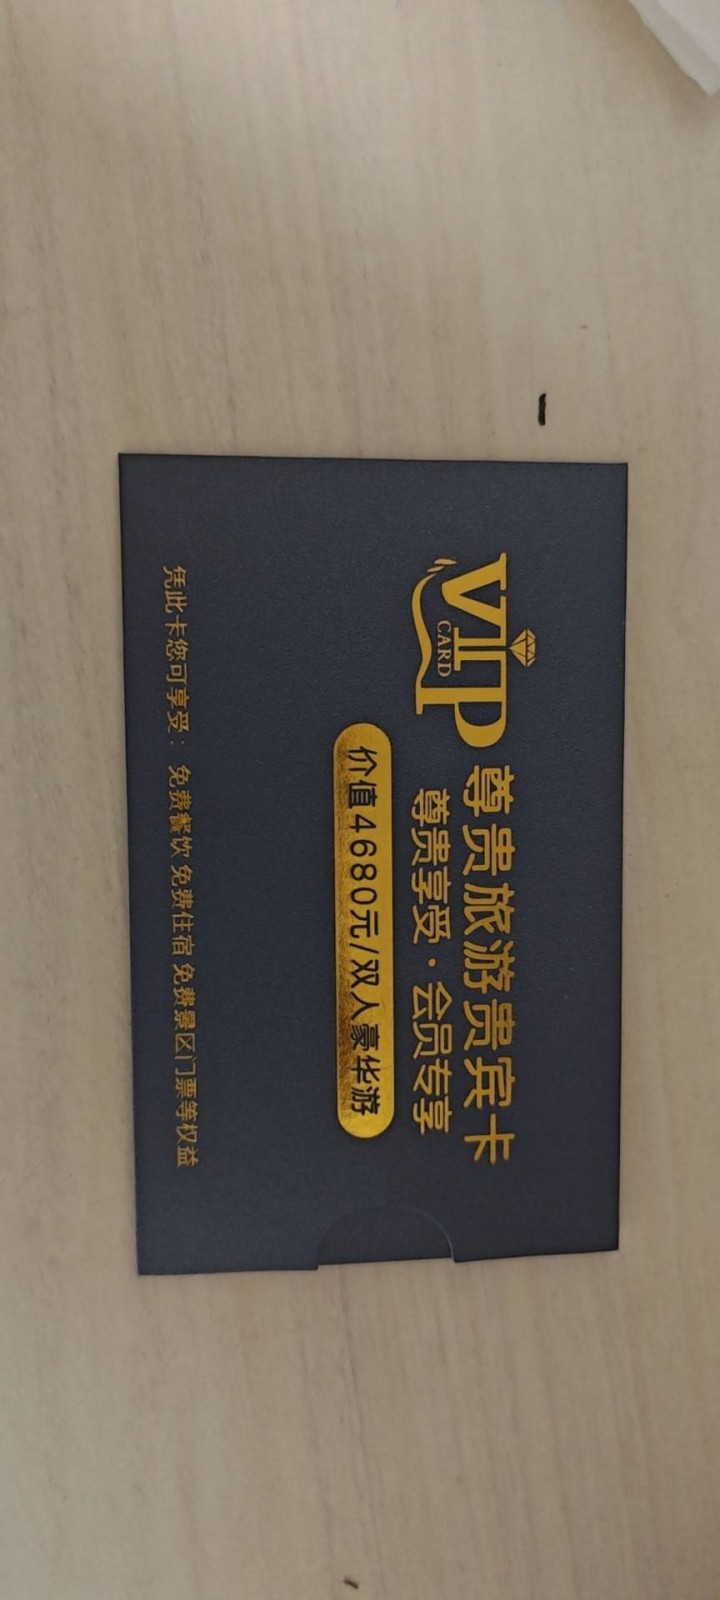 VIP
CARD
尊贵旅游贵宾卡
尊贵享受·会员专享
价值4680元/双人豪华游
凭此卡您可享受：免费餐饮 免费住宿 免费景区门票等权益